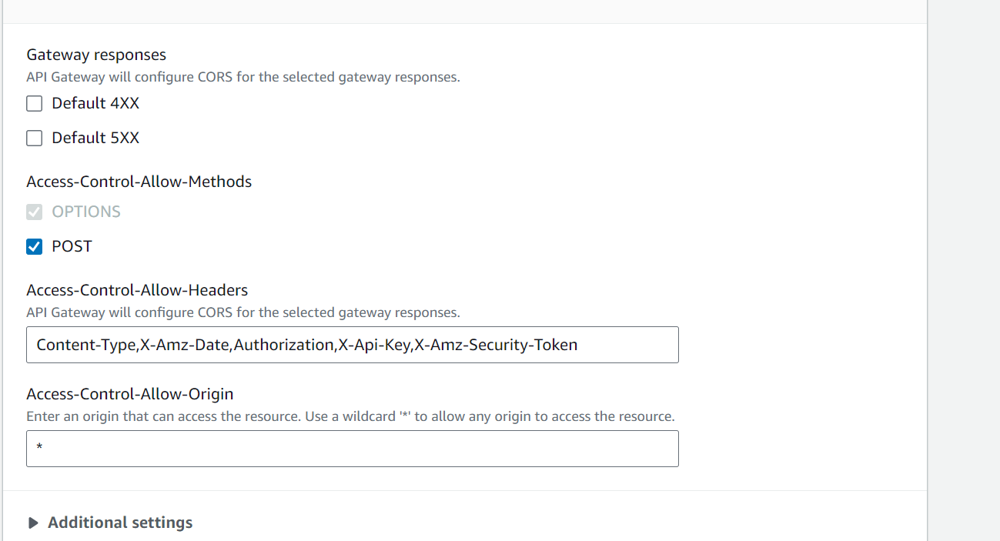 Gateway responses
API Gateway will configure CORS for the selected gateway responses.
Default 4XX
Default 5XX
Access-Control-Allow-Methods
OPTIONS
POST
Access-Control-Allow-Headers
API Gateway will configure CORS for the selected gateway responses.
Content-Type,X-Amz-Date,Authorization,X-Api-Key,X-Amz-Security-Token
Access-Control-Allow-Origin
Enter an origin that can access the resource. Use a wildcard '*' to allow any origin to access the resource.
*
Additional settings